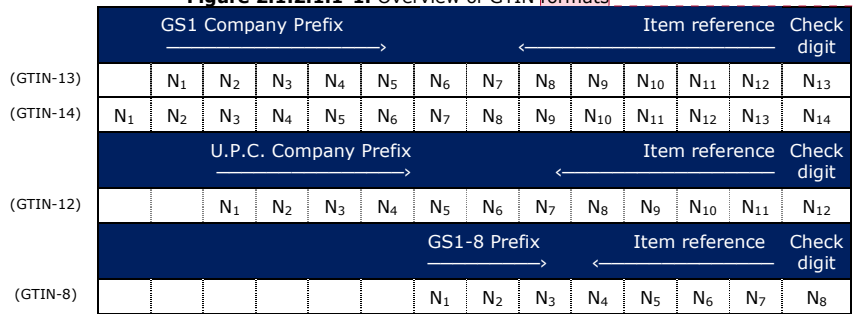 Figure 2.1.2.1.1-1. Overview of GTIN formats
GS1 Company Prefix Item reference Check digit
(GTIN-13) N1 N2 N3 N4 N5 N6 N7 N8 N9 N10 N11 N12 N13
(GTIN-14) N1 N2 N3 N4 N5 N6 N7 N8 N9 N10 N11 N12 N13 N14
U.P.C. Company Prefix Item reference Check digit
(GTIN-12) N1 N2 N3 N4 N5 N6 N7 N8 N9 N10 N11 N12
GS1-8 Prefix Item reference Check digit
(GTIN-8) N1 N2 N3 N4 N5 N6 N7 N8